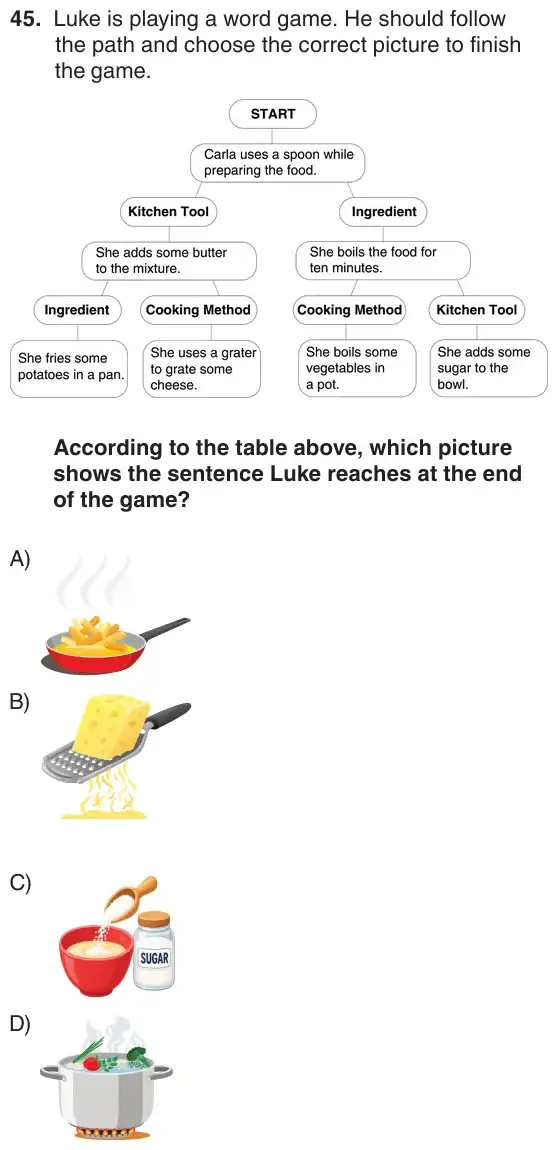 45. Luke is playing a word game. He should follow
the path and choose the correct picture to finish
the game.
START
Carla uses a spoon while
preparing the food.
Kitchen Tool
Ingredient
She adds some butter
to the mixture.
She boils the food for
ten minutes.
Ingredient
Cooking Method
Cooking Method
Kitchen Tool
She fries some
potatoes in a pan.
She uses a grater
to grate some
cheese.
She boils some
vegetables in
a pot.
She adds some
sugar to the
bowl.
According to the table above, which picture
shows the sentence Luke reaches at the end
of the game?
A)
B)
C)
SUGAR
D)